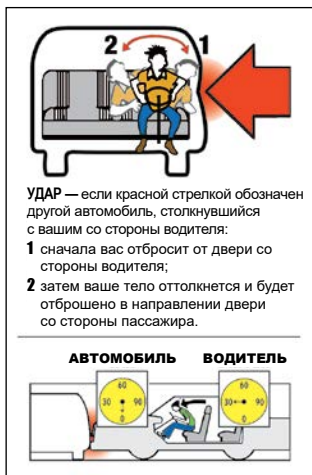 2 1
УДАР — если красной стрелкой обозначен
другой автомобиль, столкнувшийся
с вашим со стороны водителя:
1 сначала вас отбросит от двери со
стороны водителя;
2 затем ваше тело оттолкнется и будет
отброшено в направлении двери
со стороны пассажира.
АВТОМОБИЛЬ ВОДИТЕЛЬ
60 60
30 90 30 90
0 0